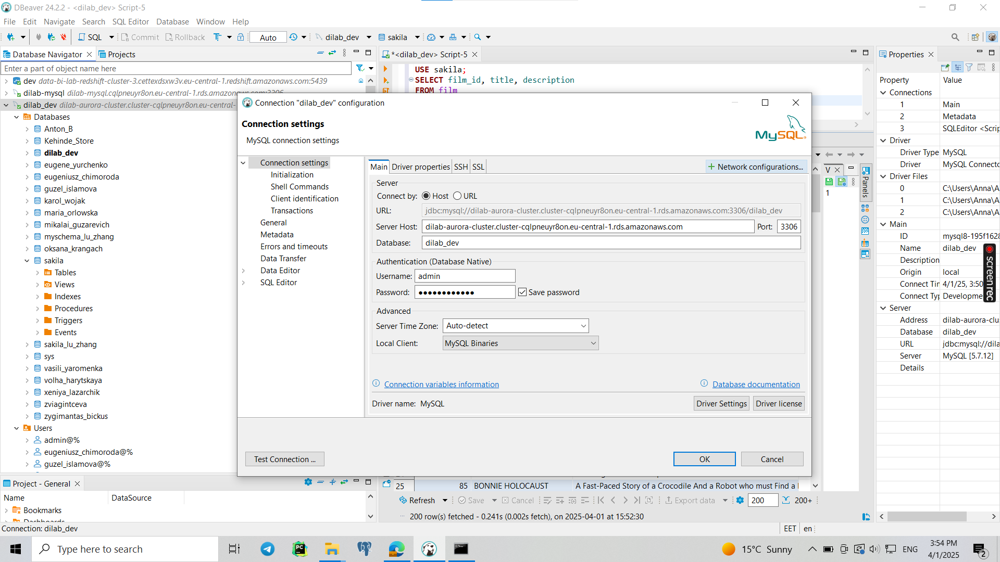 DBeaver 24.2.2 - <dilab_dev> Script-5
File Edit Navigate Search SQL Editor Database Window Help
SQL Commit Rollback Auto dilab_dev sakila
Database Navigator Projects
Enter a part of object name here
dev data-bi-lab-redshift-cluster-3.cettexdsxw3v.eu-central-1.redshift.amazonaws.com:5439
dilab-mysql dilab-mysql.cqlpneuyr8on.eu-central-1.rds.amazonaws.com:3306
dilab_dev dilab-aurora-cluster.cluster-cqlpneuyr8on.eu-central-
Databases
Anton_B
Kehinde_Store
dilab_dev
eugene_yurchenko
eugeniusz_chimoroda
guzel_islamova
karol_wojak
maria_orlowska
mikalai_guzarevich
myschema_lu_zhang
oksana_krangach
sakila
Tables
Views
Indexes
Procedures
Triggers
Events
sakila_lu_zhang
sys
vasili_yaromenka
volha_harytskaya
xeniya_lazarchik
zviagintceva
zygimantas_bickus
Users
admin@%
eugeniusz_chimoroda@%
guzel_islamova@%
Project - General
Name DataSource
Bookmarks
Dashboards
Connection: dilab_dev
*<dilab_dev> Script-5
USE sakila;
SELECT film_id, title, description
FROM film
Connection "dilab_dev" configuration
Connection settings
MySQL connection settings
MySQL
Connection settings
Initialization
Shell Commands
Client identification
Transactions
General
Metadata
Errors and timeouts
Data Transfer
Data Editor
SQL Editor
Main Driver properties SSH SSL
Network configurations...
Server
Connect by: Host URL
URL: jdbc:mysql://dilab-aurora-cluster.cluster-cqlpneuyr8on.eu-central-1.rds.amazonaws.com:3306/dilab_dev
Server Host: dilab-aurora-cluster.cluster-cqlpneuyr8on.eu-central-1.rds.amazonaws.com Port: 3306
Database: dilab_dev
Authentication (Database Native)
Username: admin
Password: ●●●●●●●●●●●● Save password
Advanced
Server Time Zone: Auto-detect
Local Client: MySQL Binaries
Connection variables information
Database documentation
Driver name: MySQL
Driver Settings Driver license
Test Connection ... OK Cancel
25 85 BONNIE HOLOCAUST A Fast-Paced Story of a Crocodile And a Robot who must Find a
Refresh Save Cancel Export data 200 200+
200 row(s) fetched - 0.241s (0.002s fetch), on 2025-04-01 at 15:52:30
V
1
Panels
Properties
Property Value
Connections
1 Main
2 Metadata
3 SQLEditor <Scrip
Driver
Driver Type MySQL
Driver MySQL Connecto
Driver Files
0 C:\Users\Anna\A
1 C:\Users\Anna\A
2 C:\Users\Anna\A
Main
ID mysql8-195f1628
Name dilab_dev
Description
Origin local
Connect Tir 4/1/25, 3:50
Connect Typ Developme
Server
Address dilab-aurora-clu
Database dilab_dev
URL jdbc:mysql://dila
Server MySQL [5.7.12]
Details
screenrec
EET en
Type here to search
PC
15°C Sunny
ENG
3:54 PM
4/1/2025
2